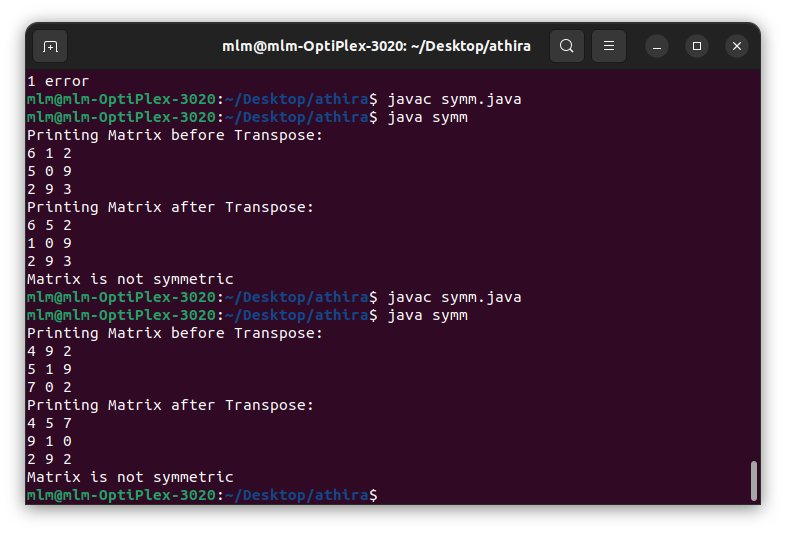 mlm@mlm-OptiPlex-3020: ~/Desktop/athira
1 error
mlm@mlm-OptiPlex-3020:~/Desktop/athira$ javac symm.java
mlm@mlm-OptiPlex-3020:~/Desktop/athira$ java symm
Printing Matrix before Transpose:
6 1 2
5 0 9
2 9 3
Printing Matrix after Transpose:
6 5 2
1 0 9
2 9 3
Matrix is not symmetric
mlm@mlm-OptiPlex-3020:~/Desktop/athira$ javac symm.java
mlm@mlm-OptiPlex-3020:~/Desktop/athira$ java symm
Printing Matrix before Transpose:
4 9 2
5 1 9
7 0 2
Printing Matrix after Transpose:
4 5 7
9 1 0
2 9 2
Matrix is not symmetric
mlm@mlm-OptiPlex-3020:~/Desktop/athira$